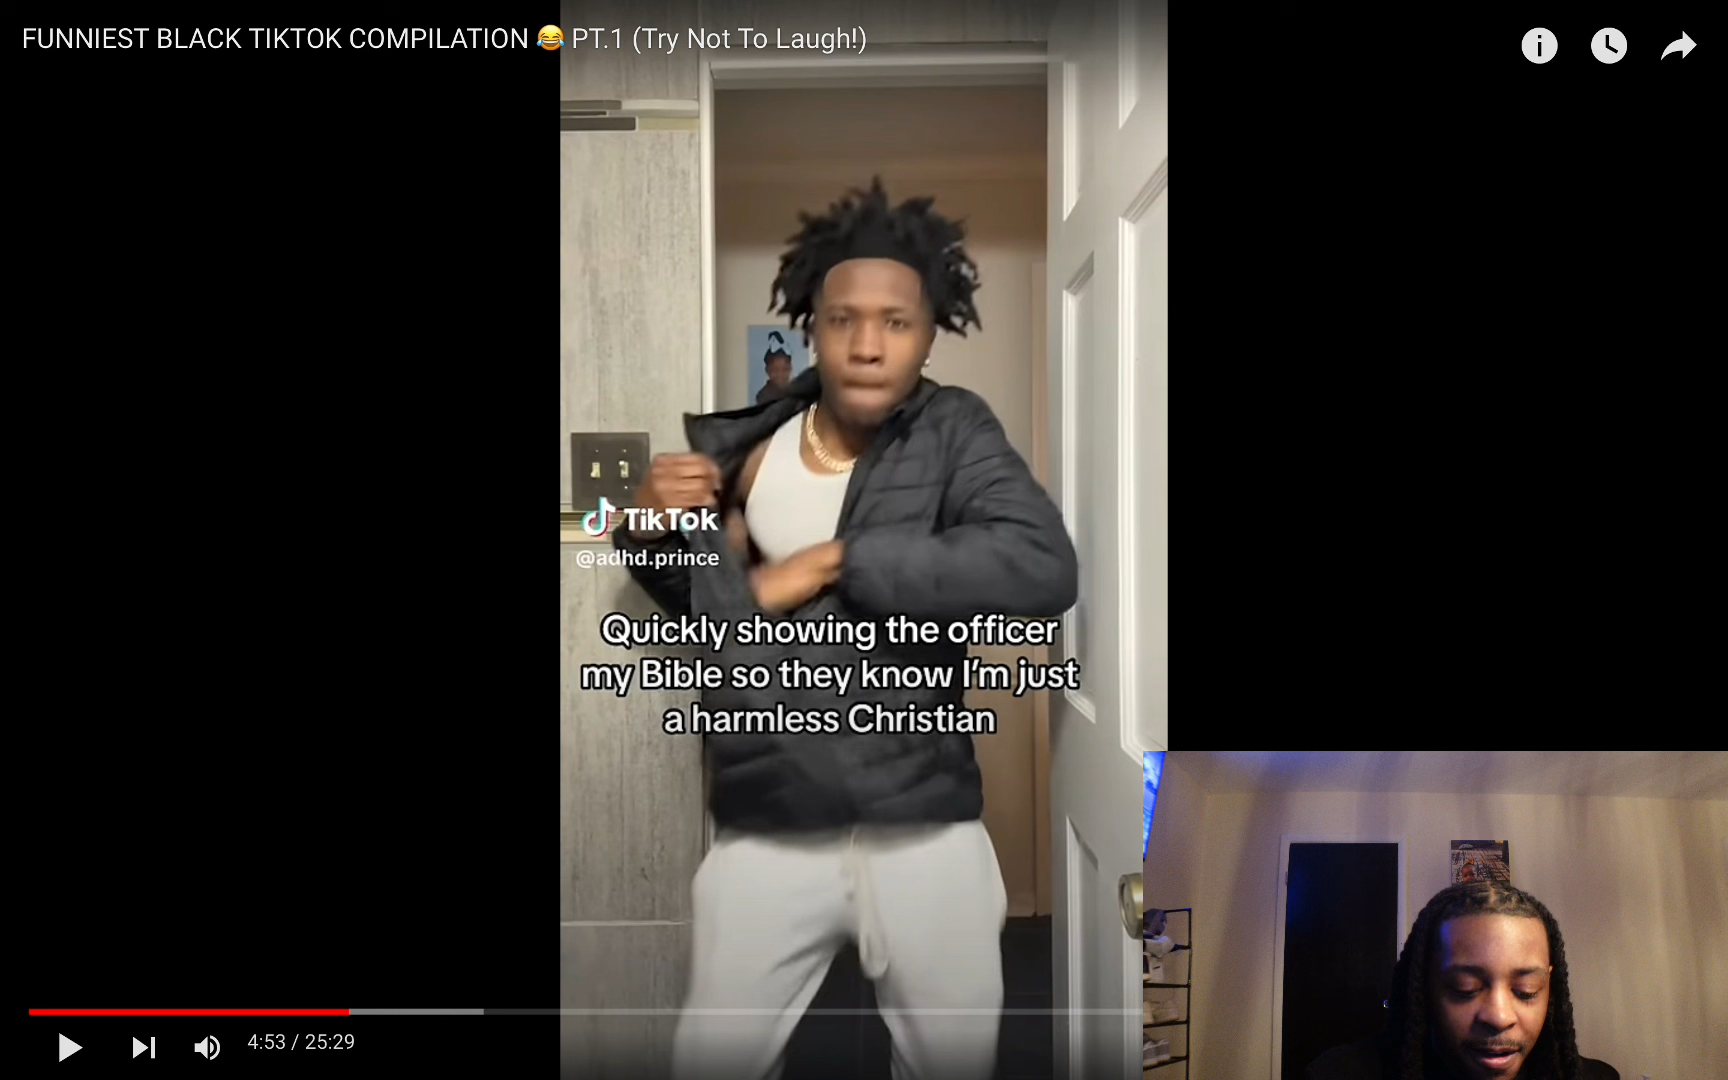 FUNNIEST BLACK TIKTOK COMPILATION 😂 PT.1 (Try Not To Laugh!)
TikTok
@adhd.prince
Quickly showing the officer
my Bible so they know I'm just
a harmless Christian
4:53 / 25:29